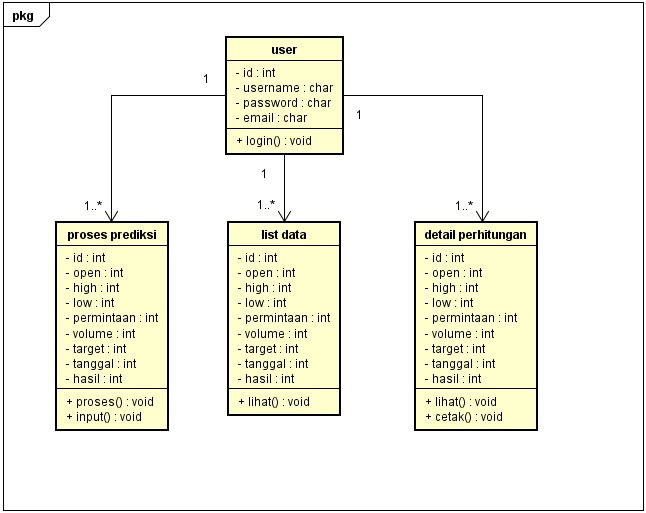 pkg
user
- id : int
- username : char
- password : char
- email : char
+ login() : void
1
1
1
1..*
1..*
1..*
proses prediksi
- id : int
- open : int
- high : int
- low : int
- permintaan : int
- volume : int
- target : int
- tanggal : int
- hasil : int
+ proses() : void
+ input() : void
list data
- id : int
- open : int
- high : int
- low : int
- permintaan : int
- volume : int
- target : int
- tanggal : int
- hasil : int
+ lihat() : void
detail perhitungan
- id : int
- open : int
- high : int
- low : int
- permintaan : int
- volume : int
- target : int
- tanggal : int
- hasil : int
+ lihat() : void
+ cetak() : void